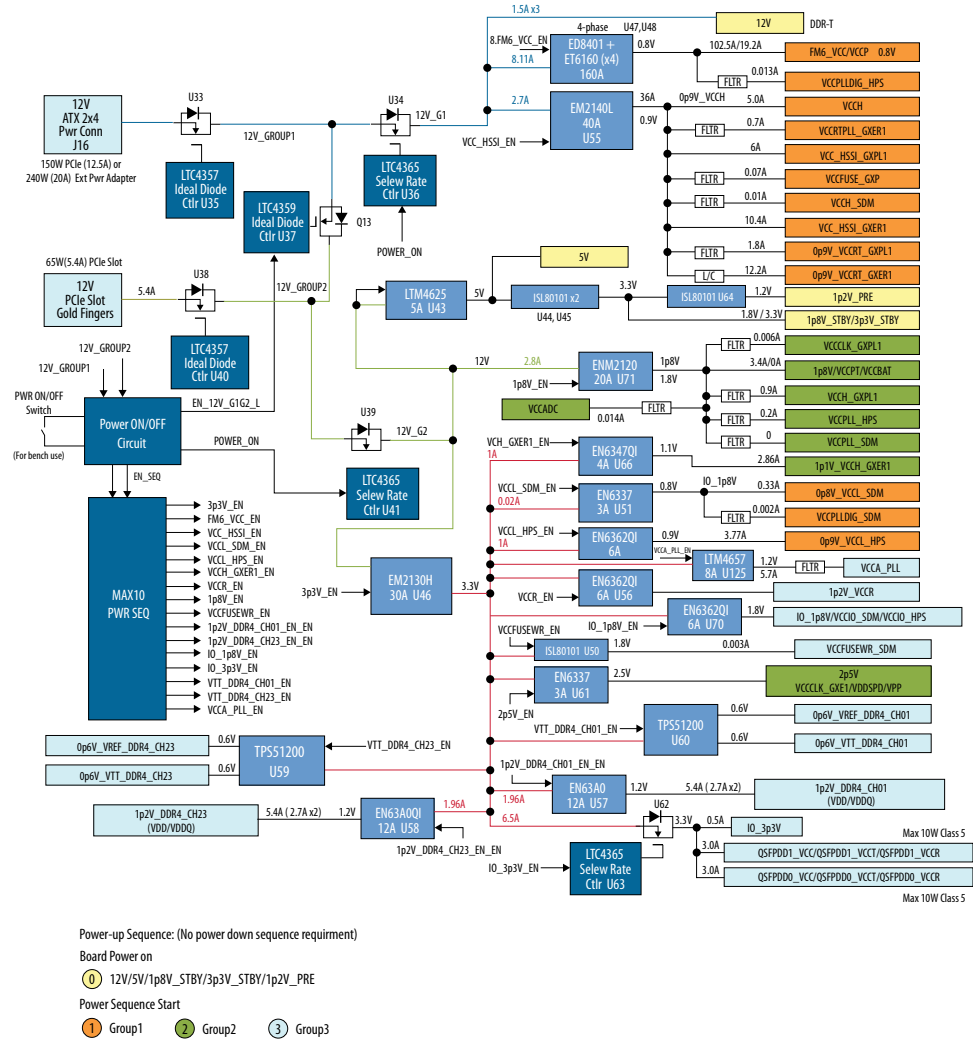 1.5A x3
12V
DDR-T
4-phase U47,U48
8.FM6_VCC_EN
8.11A
ED8401 +
ET6160 (x4)
160A
0.8V
102.5A/19.2A
FM6_VCC/VCCP 0.8V
FLTR
0.013A
VCCPLLDIG_HPS
12V
ATX 2x4
Pwr Conn
J16
150W PCIe (12.5A) or
240W (20A) Ext Pwr Adapter
U33
12V_GROUP1
U34
12V_G1
LTC4357
Ideal Diode
Ctlr U35
LTC4359
Ideal Diode
Ctlr U37
LTC4365
Selew Rate
Ctlr U36
Q13
POWER_ON
2.7A
VCC_HSSI_EN
EM2140L
40A
U55
36A
0.9V
0p9V_VCCH
5.0A
VCCH
FLTR
0.7A
VCCRTPLL_GXER1
6A
VCC_HSSI_GXPL1
FLTR
0.07A
VCCFUSE_GXP
FLTR
0.01A
VCCH_SDM
10.4A
VCC_HSSI_GXER1
FLTR
1.8A
0p9V_VCCRT_GXPL1
L/C
12.2A
0p9V_VCCRT_GXER1
65W(5.4A) PCIe Slot
12V
PCIe Slot
Gold Fingers
5.4A
U38
12V_GROUP2
LTC4357
Ideal Diode
Ctlr U40
5V
LTM4625
5A U43
5V
ISL80101 x2
U44, U45
3.3V
ISL80101 U64
1.2V
1p2V_PRE
1.8V / 3.3V
1p8V_STBY/3p3V_STBY
12V_GROUP2
12V_GROUP1
PWR ON/OFF
Switch
(For bench use)
Power ON/OFF
Circuit
EN_12V_G1G2_L
POWER_ON
EN_SEQ
U39
12V_G2
LTC4365
Selew Rate
Ctlr U41
12V
2.8A
1p8V_EN
ENM2120
20A U71
1p8V
1.8V
VCCADC
0.014A
FLTR
FLTR
0.006A
VCCCLK_GXPL1
3.4A/0A
1p8V/VCCPT/VCCBAT
FLTR
0.9A
VCCH_GXPL1
FLTR
0.2A
VCCPLL_HPS
FLTR
0
VCCPLL_SDM
VCH_GXER1_EN
1A
EN6347QI
4A U66
1.1V
2.86A
1p1V_VCCH_GXER1
VCCL_SDM_EN
0.02A
EN6337
3A U51
0.8V
IO_1p8V
0.33A
0p8V_VCCL_SDM
FLTR
0.002A
VCCPLLDIG_SDM
VCCL_HPS_EN
1A
EN6362QI
6A
0.9V
3.77A
0p9V_VCCL_HPS
VCCA_PLL_EN
LTM4657
8A U125
1.2V
5.7A
FLTR
VCCA_PLL
VCCR_EN
EN6362QI
6A U56
1p2V_VCCR
IO_1p8V_EN
EN6362QI
6A U70
1.8V
IO_1p8V/VCCIO_SDM/VCCIO_HPS
MAX10
PWR SEQ
3p3V_EN
FM6_VCC_EN
VCC_HSSI_EN
VCCL_SDM_EN
VCCL_HPS_EN
VCCH_GXER1_EN
VCCR_EN
1p8V_EN
VCCFUSEWR_EN
1p2V_DDR4_CH01_EN_EN
1p2V_DDR4_CH23_EN_EN
IO_1p8V_EN
IO_3p3V_EN
VTT_DDR4_CH01_EN
VTT_DDR4_CH23_EN
VCCA_PLL_EN
3p3V_EN
EM2130H
30A U46
3.3V
VCCFUSEWR_EN
ISL80101 U50
1.8V
0.003A
VCCFUSEWR_SDM
2p5V_EN
EN6337
3A U61
2.5V
2p5V
VCCCLK_GXE1/VDDSPD/VPP
VTT_DDR4_CH01_EN
TPS51200
U60
0.6V
0p6V_VREF_DDR4_CH01
0.6V
0p6V_VTT_DDR4_CH01
0p6V_VREF_DDR4_CH23
0.6V
0p6V_VTT_DDR4_CH23
0.6V
TPS51200
U59
VTT_DDR4_CH23_EN
1p2V_DDR4_CH01_EN_EN
1.96A
EN63A0
12A U57
1.2V
5.4A ( 2.7A x2)
1p2V_DDR4_CH01
(VDD/VDDQ)
1p2V_DDR4_CH23
(VDD/VDDQ)
5.4A ( 2.7A x2)
1.2V
EN63A0QI
12A U58
1.96A
1p2V_DDR4_CH23_EN_EN
6.5A
U62
3.3V
0.5A
IO_3p3V
IO_3p3V_EN
LTC4365
Selew Rate
Ctlr U63
Max 10W Class 5
3.0A
QSFPDD1_VCC/QSFPDD1_VCCT/QSFPDD1_VCCR
3.0A
QSFPDD0_VCC/QSFPDD0_VCCT/QSFPDD0_VCCR
Max 10W Class 5
Power-up Sequence: (No power down sequence requirment)
Board Power on
0 12V/5V/1p8V_STBY/3p3V_STBY/1p2V_PRE
Power Sequence Start
1 Group1 2 Group2 3 Group3